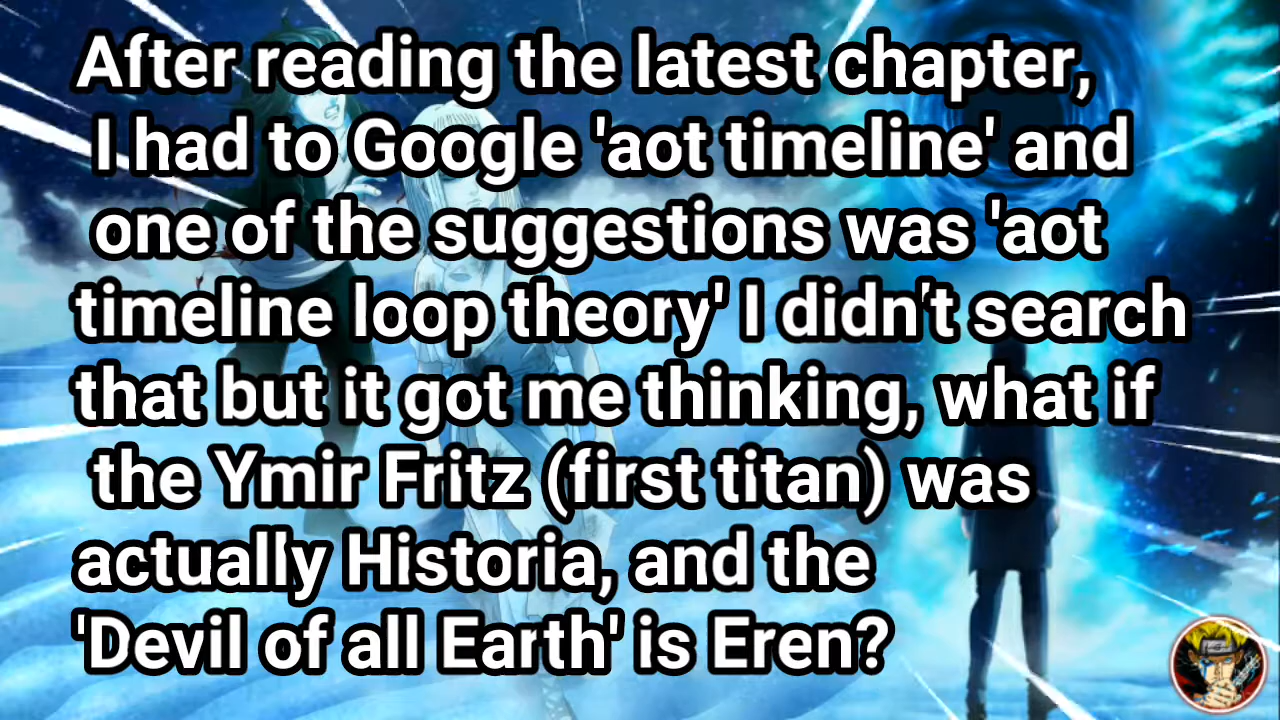 After reading the latest chapter,
I had to Google 'aot timeline' and
one of the suggestions was 'aot
timeline loop theory' I didn't search
that but it got me thinking, what if
the Ymir Fritz (first titan) was
actually Historia, and the
'Devil of all Earth' is Eren?